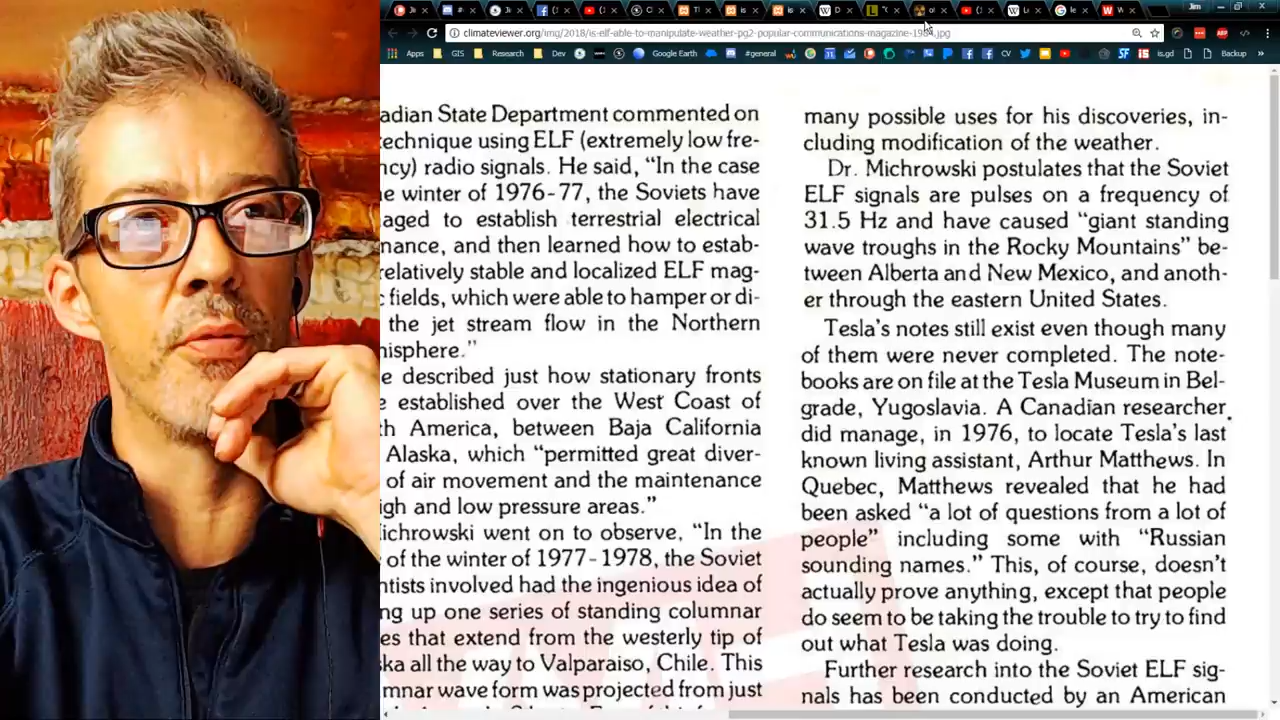 Jim
climateviewer.org/img/2018/is-elf-able-to-manipulate-weather-pg2-popular-communications-magazine-1984.jpg
Apps GIS Research Dev Google Earth #general CV is.gd Backup
adian State Department commented on
technique using ELF (extremely low fre-
ncy) radio signals. He said, “In the case
e winter of 1976-77, the Soviets have
aged to establish terrestrial electrical
nance, and then learned how to estab-
relatively stable and localized ELF mag-
c fields, which were able to hamper or di-
the jet stream flow in the Northern
nisphere.”
e described just how stationary fronts
e established over the West Coast of
th America, between Baja California
Alaska, which “permitted great diver-
of air movement and the maintenance
igh and low pressure areas.”
ichrowski went on to observe, “In the
of the winter of 1977-1978, the Soviet
ntists involved had the ingenious idea of
ng up one series of standing columnar
es that extend from the westerly tip of
ska all the way to Valparaiso, Chile. This
mnar wave form was projected from just
many possible uses for his discoveries, in-
cluding modification of the weather.
Dr. Michrowski postulates that the Soviet
ELF signals are pulses on a frequency of
31.5 Hz and have caused “giant standing
wave troughs in the Rocky Mountains” be-
tween Alberta and New Mexico, and anoth-
er through the eastern United States.
Tesla’s notes still exist even though many
of them were never completed. The note-
books are on file at the Tesla Museum in Bel-
grade, Yugoslavia. A Canadian researcher
did manage, in 1976, to locate Tesla’s last
known living assistant, Arthur Matthews. In
Quebec, Matthews revealed that he had
been asked “a lot of questions from a lot of
people” including some with “Russian
sounding names.” This, of course, doesn’t
actually prove anything, except that people
do seem to be taking the trouble to try to find
out what Tesla was doing.
Further research into the Soviet ELF sig-
nals has been conducted by an American